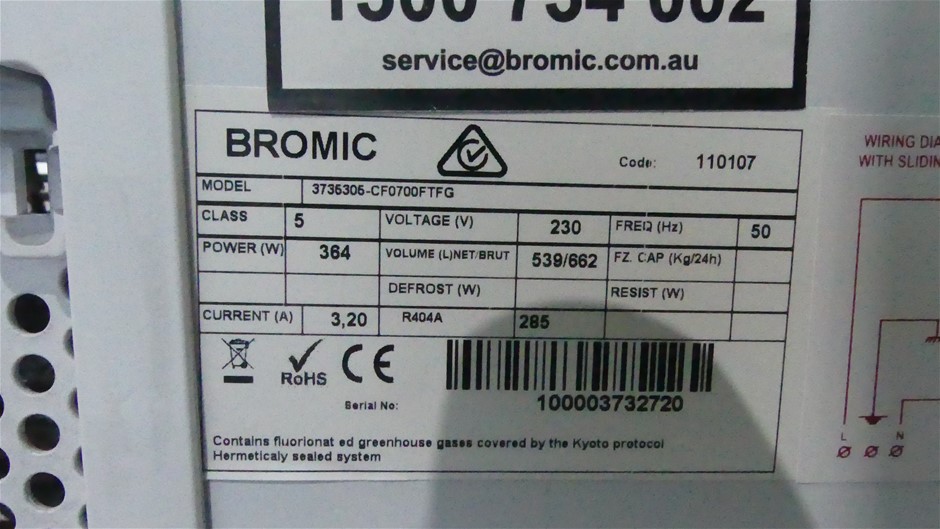 service@bromic.com.au
BROMIC
Code: 110107
MODEL 3736306-CF0700FTFG
CLASS 5 VOLTAGE (V) 230 FREQ (Hz) 50
POWER (W) 364 VOLUME (L)NET/BRUT 539/662 FZ. CAP (Kg/24h)
DEFROST (W) RESIST (W)
CURRENT (A) 3,20 R404A 285
RoHS CE
Serial No: 100003732720
Contains fluorionat ed greenhouse gases covered by the Kyoto protocol
Hermeticaly sealed system
WIRING DIA
WITH SLIDIN
L N